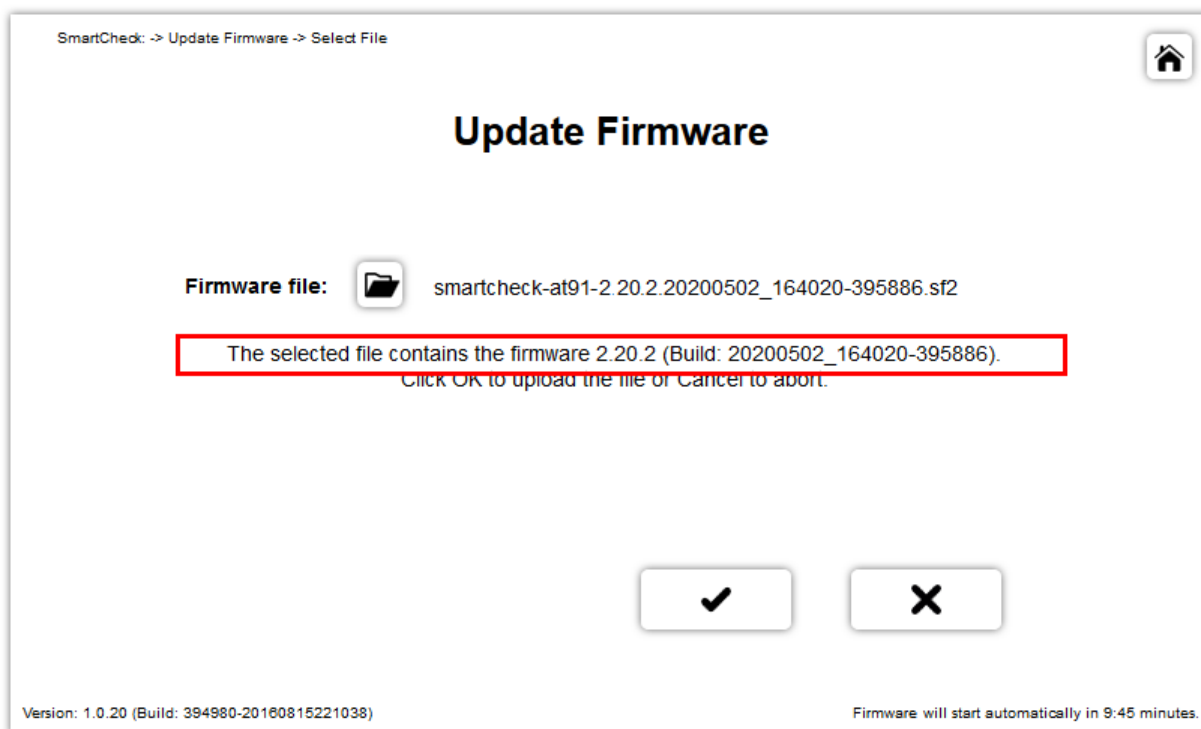 SmartCheck: -> Update Firmware -> Select File
Update Firmware
Firmware file: smartcheck-at91-2.20.2.20200502_164020-395886.sf2
The selected file contains the firmware 2.20.2 (Build: 20200502_164020-395886).
Click OK to upload the file or Cancel to abort.
Version: 1.0.20 (Build: 394980-20160815221038)
Firmware will start automatically in 9:45 minutes.